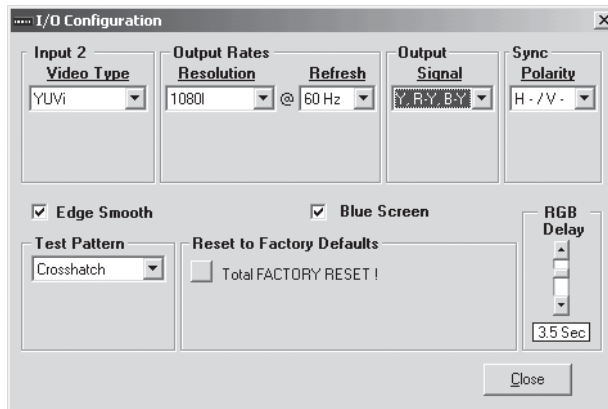 I/O Configuration
Input 2
Video Type
YUVi
Output Rates
Resolution
Refresh
1080I
@
60 Hz
Output
Signal
Y, R-Y, B-Y
Sync
Polarity
H - / V -
Edge Smooth
Blue Screen
RGB
Delay
3.5 Sec
Test Pattern
Crosshatch
Reset to Factory Defaults
Total FACTORY RESET !
Close